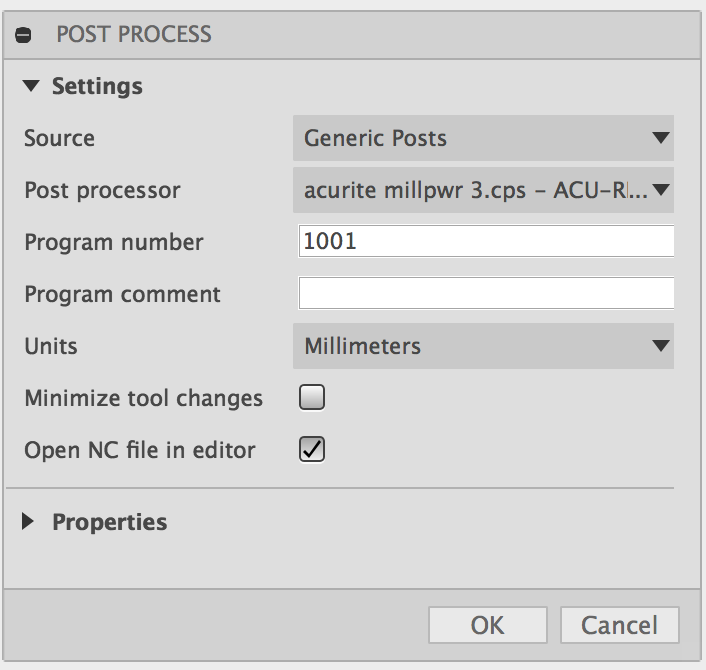 POST PROCESS
Settings
Source Generic Posts
Post processor acurite millpwr 3.cps - ACU-RI...
Program number 1001
Program comment
Units Millimeters
Minimize tool changes
Open NC file in editor
Properties
OK Cancel